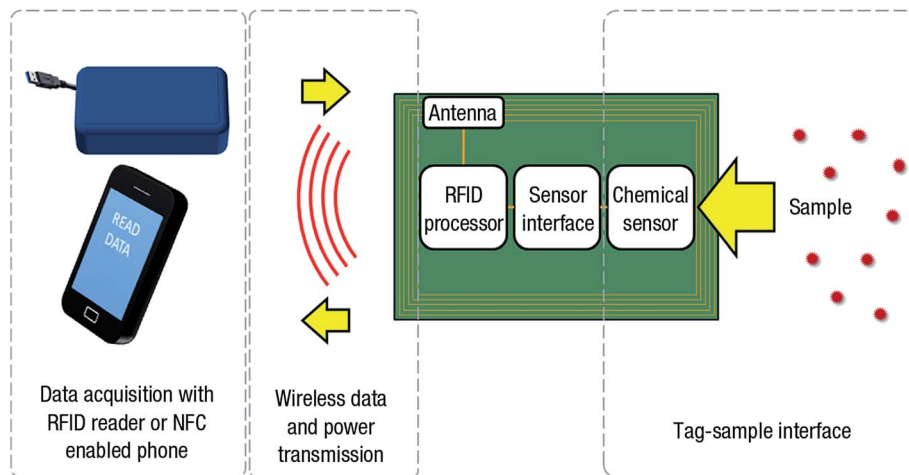 READ
DATA
Antenna
RFID
processor
Sensor
interface
Chemical
sensor
Sample
Data acquisition with
RFID reader or NFC
enabled phone
Wireless data
and power
transmission
Tag-sample interface